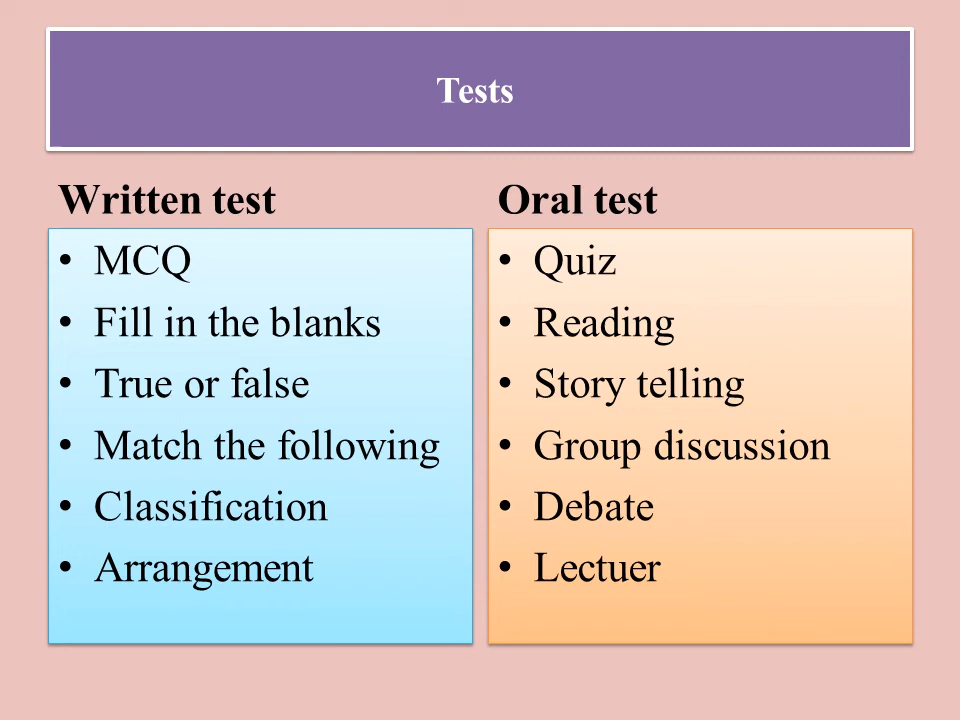 Tests
Written test
• MCQ
• Fill in the blanks
• True or false
• Match the following
• Classification
• Arrangement
Oral test
• Quiz
• Reading
• Story telling
• Group discussion
• Debate
• Lectuer